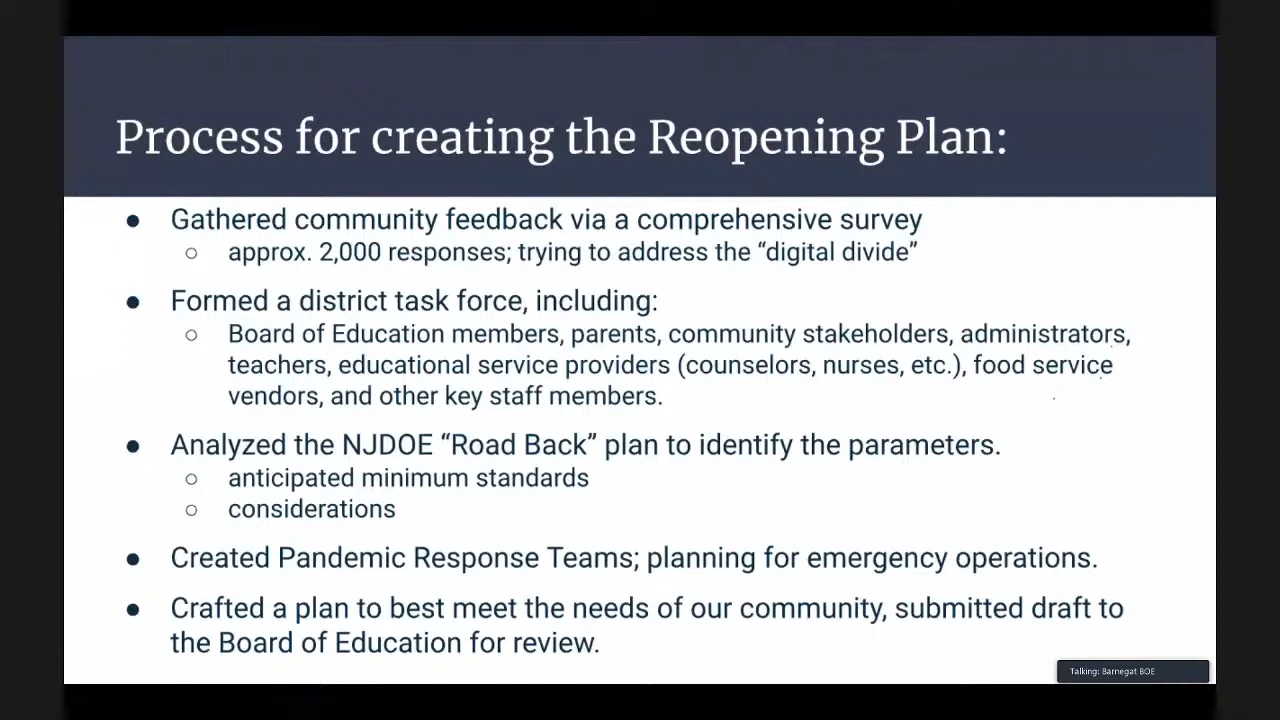 Process for creating the Reopening Plan:
● Gathered community feedback via a comprehensive survey
○ approx. 2,000 responses; trying to address the “digital divide”
● Formed a district task force, including:
○ Board of Education members, parents, community stakeholders, administrators,
teachers, educational service providers (counselors, nurses, etc.), food service
vendors, and other key staff members.
● Analyzed the NJDOE “Road Back” plan to identify the parameters.
○ anticipated minimum standards
○ considerations
● Created Pandemic Response Teams; planning for emergency operations.
● Crafted a plan to best meet the needs of our community, submitted draft to
the Board of Education for review.
Talking: Barnegat BOE